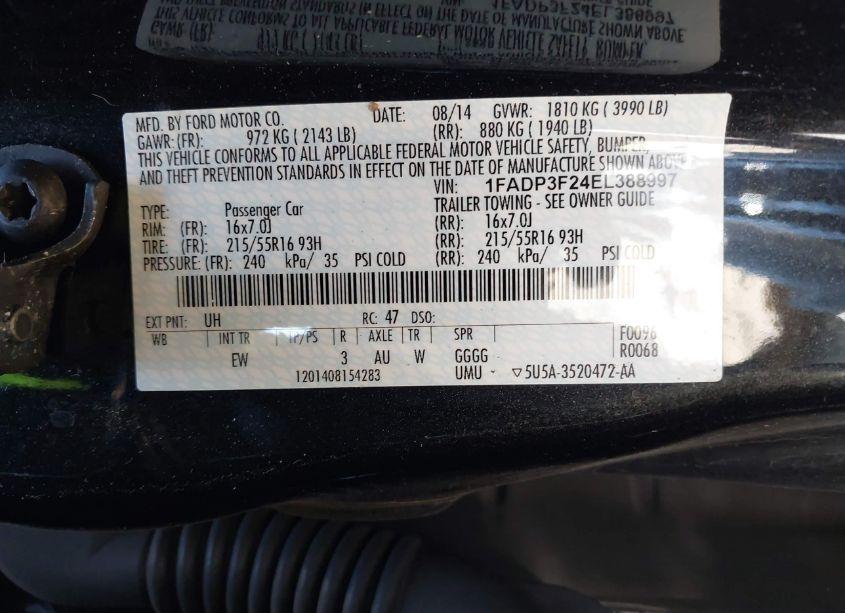 MFD. BY FORD MOTOR CO. DATE: 08/14 GVWR: 1810 KG ( 3990 LB)
GAWR: (FR): 972 KG ( 2143 LB) (RR): 880 KG ( 1940 LB)
THIS VEHICLE CONFORMS TO ALL APPLICABLE FEDERAL MOTOR VEHICLE SAFETY, BUMPER,
AND THEFT PREVENTION STANDARDS IN EFFECT ON THE DATE OF MANUFACTURE SHOWN ABOVE
VIN: 1FADP3F24EL388997
TYPE: Passenger Car TRAILER TOWING - SEE OWNER GUIDE
RIM: (FR): 16x7.0J (RR): 16x7.0J
TIRE: (FR): 215/55R16 93H (RR): 215/55R16 93H
PRESSURE: (FR): 240 kPa/ 35 PSI COLD (RR): 240 kPa/ 35 PSI COLD
EXT PNT: UH RC: 47 DSO:
WB INT TR TP/PS R AXLE TR SPR F0096
EW 3 AU W GGGG R0068
1201408154283 UMU - ▽5U5A-3520472-AA